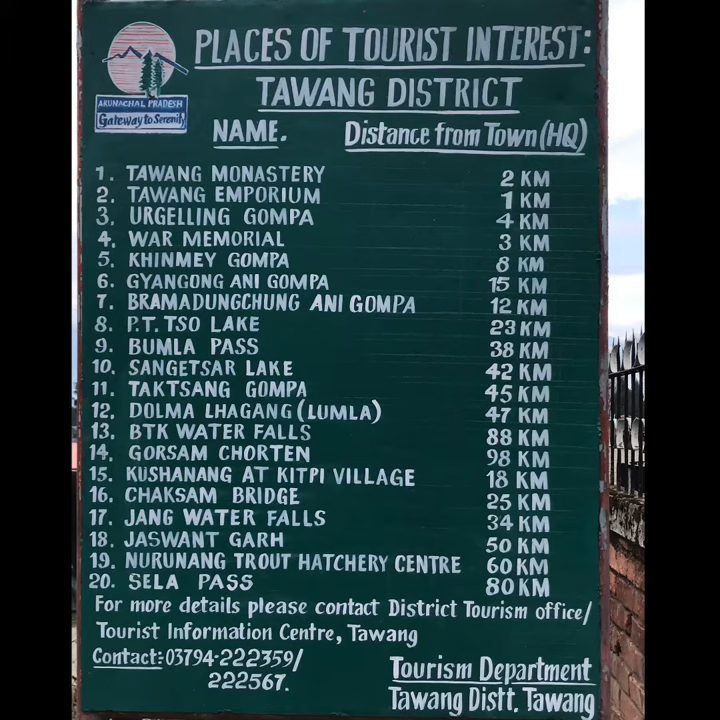 PLACES OF TOURIST INTEREST:
TAWANG DISTRICT
ARUNACHAL PRADESH
Gateway to Serenity
NAME. Distance from Town (HQ)
1. TAWANG MONASTERY 2 KM
2. TAWANG EMPORIUM 1 KM
3. URGELLING GOMPA 4 KM
4. WAR MEMORIAL 3 KM
5. KHINMEY GOMPA 8 KM
6. GYANGONG ANI GOMPA 15 KM
7. BRAMADUNGCHUNG ANI GOMPA 12 KM
8. P.T. TSO LAKE 23 KM
9. BUMLA PASS 38 KM
10. SANGETSAR LAKE 42 KM
11. TAKTSANG GOMPA 45 KM
12. DOLMA LHAGANG (LUMLA) 47 KM
13. BTK WATER FALLS 88 KM
14. GORSAM CHORTEN 98 KM
15. KUSHANANG AT KITPI VILLAGE 18 KM
16. CHAKSAM BRIDGE 25 KM
17. JANG WATER FALLS 34 KM
18. JASWANT GARH 50 KM
19. NURUNANG TROUT HATCHERY CENTRE 60 KM
20. SELA PASS 80 KM
For more details please contact District Tourism office/
Tourist Information Centre, Tawang
Contact:-03794-222359/
222567.
Tourism Department
Tawang Distt. Tawang